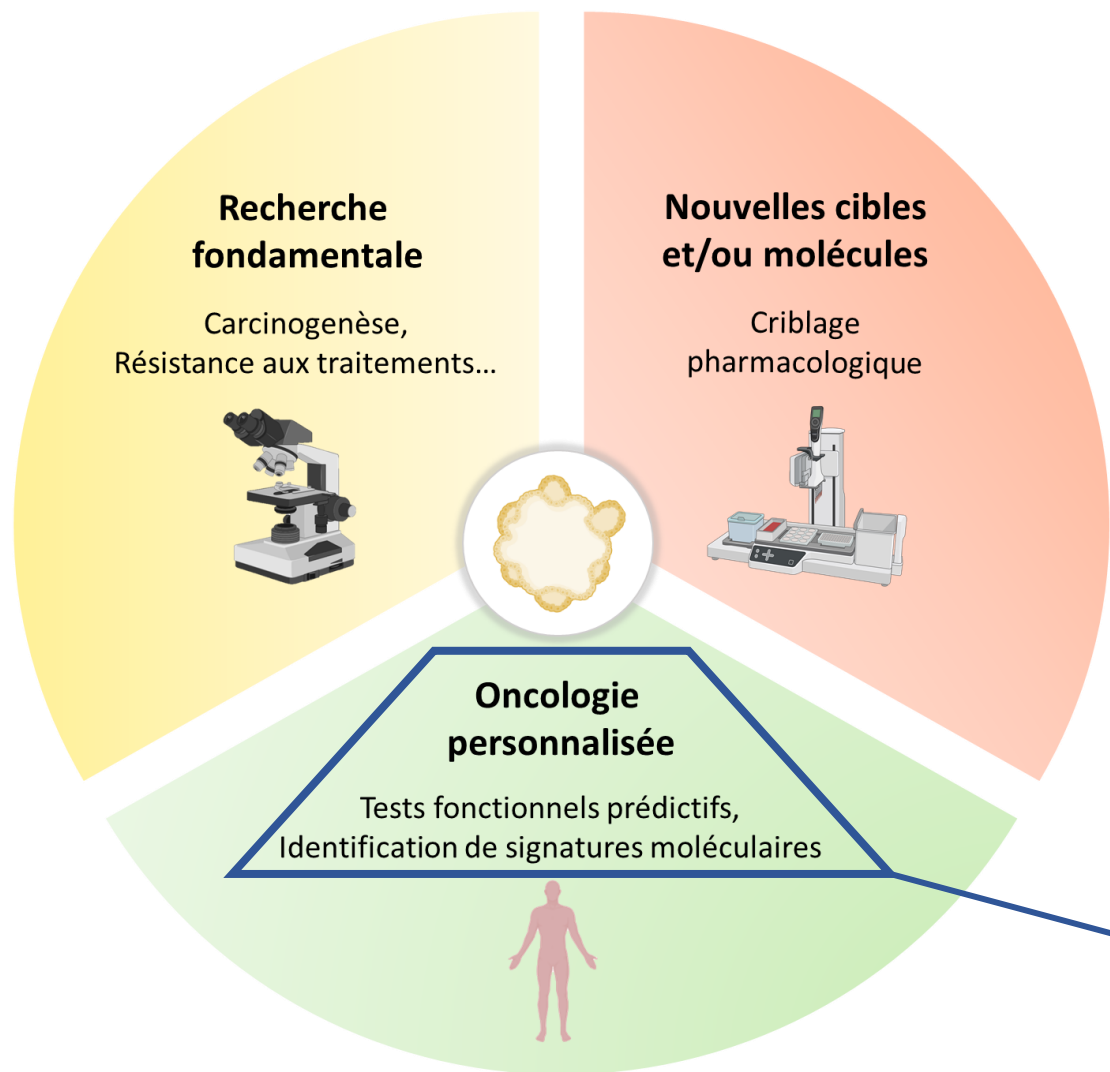 Recherche
fondamentale
Carcinogenèse,
Résistance aux traitements…
Nouvelles cibles
et/ou molécules
Criblage
pharmacologique
Oncologie
personnalisée
Tests fonctionnels prédictifs,
Identification de signatures moléculaires